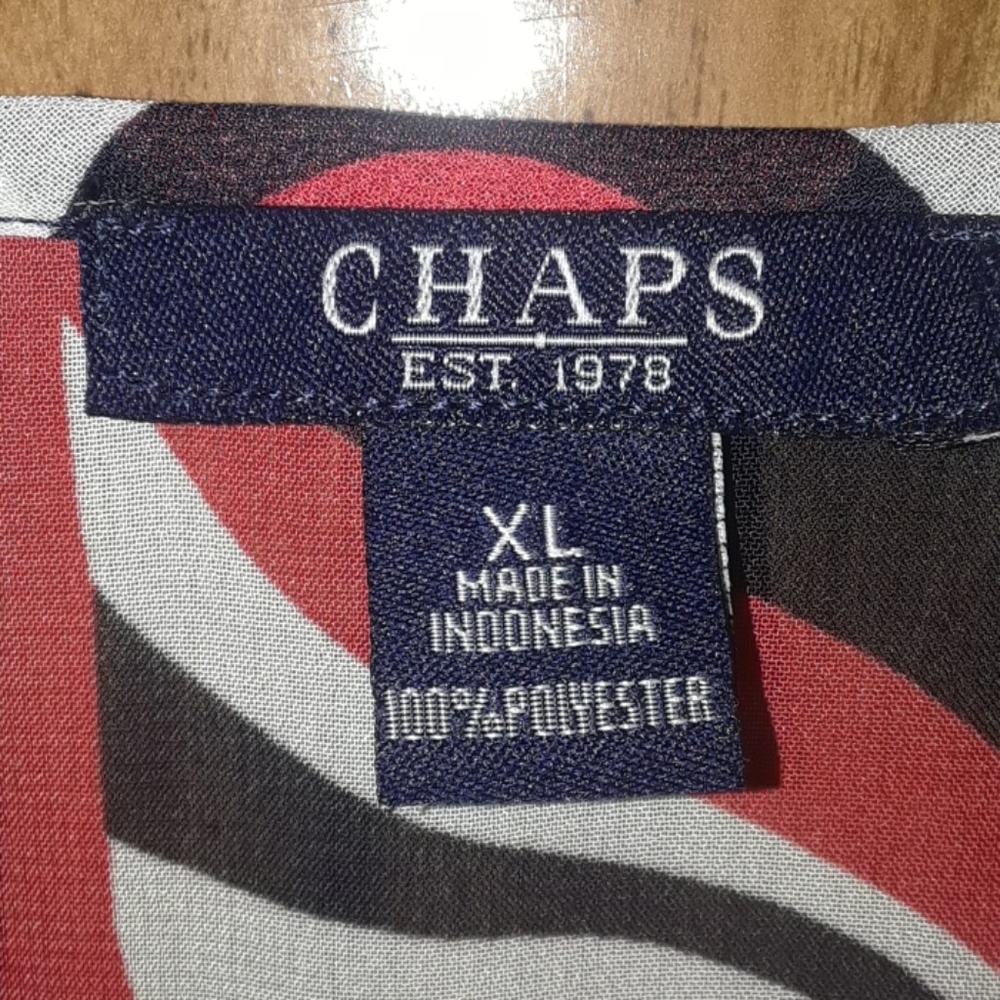 CHAPS
EST. 1978
XL
MADE IN
INDONESIA
100% POLYESTER